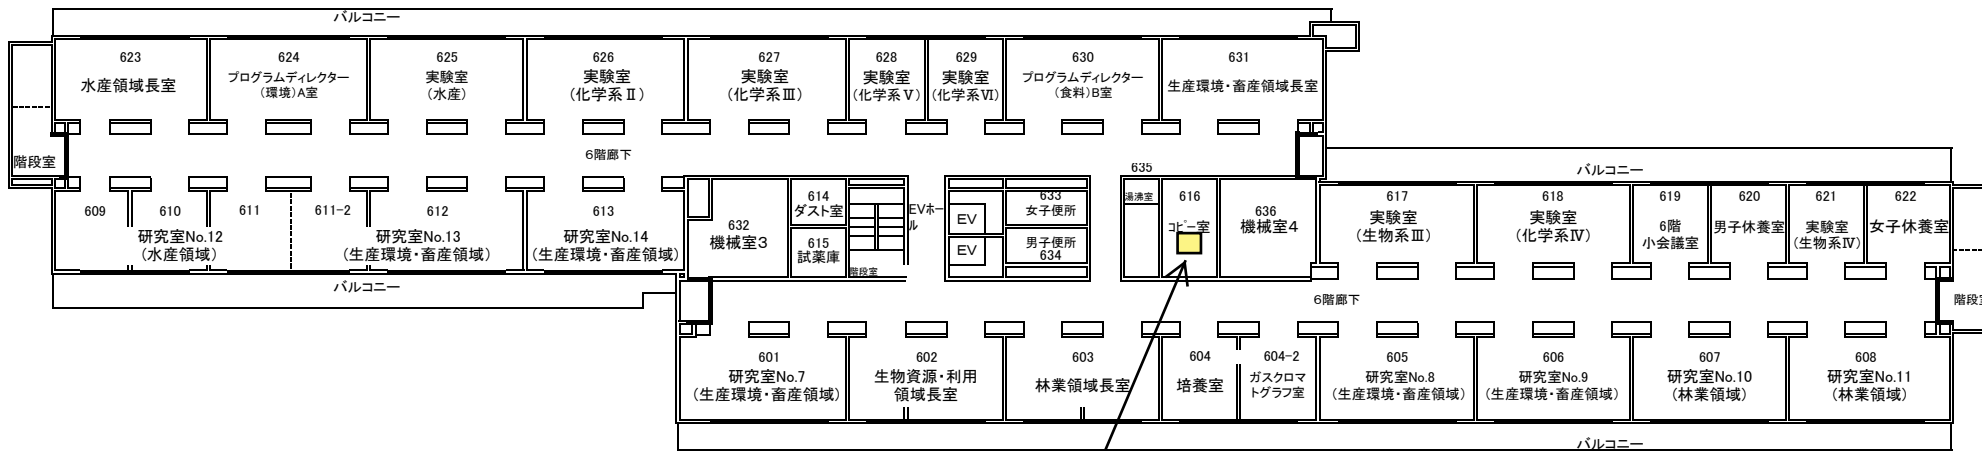 バルコニー
623
水産領域長室
624
プログラムディレクター
(環境)A室
625
実験室
(水産)
626
実験室
(化学系Ⅱ)
627
実験室
(化学系Ⅲ)
628
実験室
(化学系Ⅴ)
629
実験室
(化学系Ⅵ)
630
プログラムディレクター
(食料)B室
631
生産環境・畜産領域長室
階段室
6階廊下
609
610
研究室No.12
(水産領域)
611
611-2
612
研究室No.13
(生産環境・畜産領域)
613
研究室No.14
(生産環境・畜産領域)
バルコニー
632
機械室3
614
ダスト室
615
試薬庫
階段室
EVホー
ル
EV
EV
633
女子便所
男子便所
634
635
湯沸室
616
コピー室
636
機械室4
バルコニー
617
実験室
(生物系Ⅲ)
618
実験室
(化学系Ⅳ)
619
6階
小会議室
620
男子休養室
621
実験室
(生物系Ⅳ)
622
女子休養室
6階廊下
階段室
601
研究室No.7
(生産環境・畜産領域)
602
生物資源・利用
領域長室
603
林業領域長室
604
培養室
604-2
ガスクロマ
トグラフ室
605
研究室No.8
(生産環境・畜産領域)
606
研究室No.9
(生産環境・畜産領域)
607
研究室No.10
(林業領域)
608
研究室No.11
(林業領域)
バルコニー